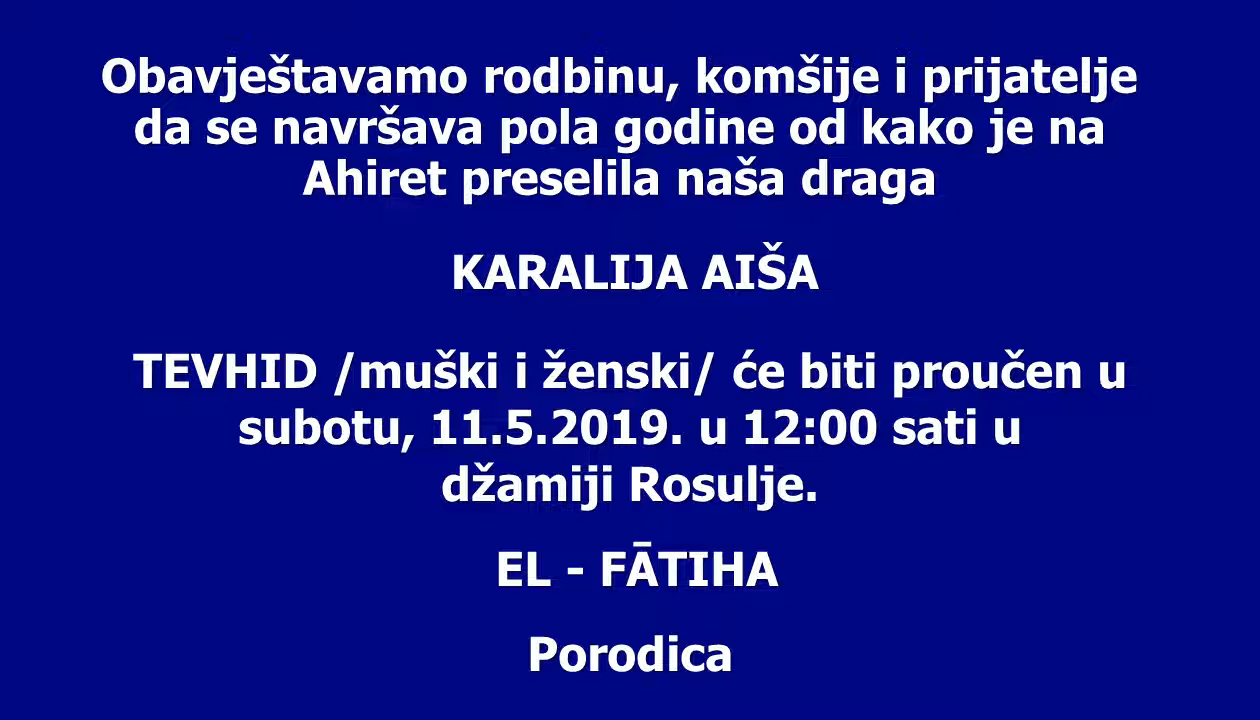 Obavještavamo rodbinu, komšije i prijatelje
da se navršava pola godine od kako je na
Ahiret preselila naša draga
KARALIJA AIŠA
TEVHID /muški i ženski/ će biti proučen u
subotu, 11.5.2019. u 12:00 sati u
džamiji Rosulje.
EL - FĀTIHA
Porodica